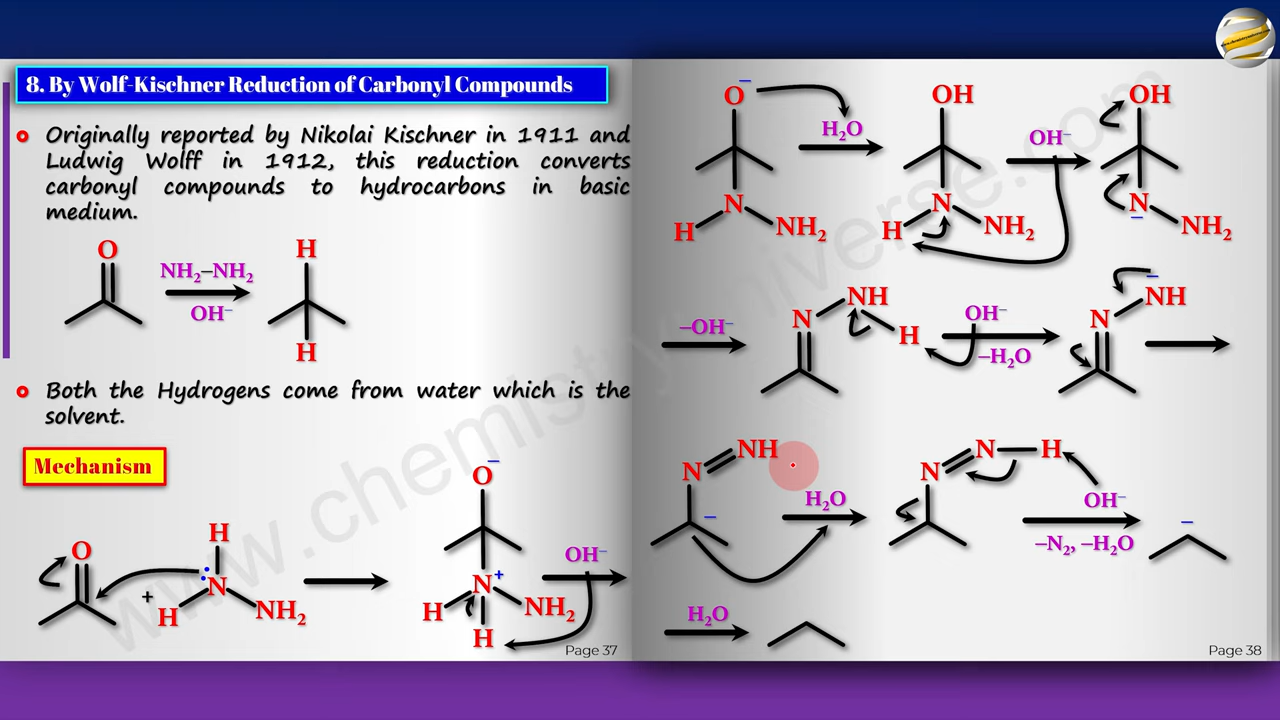 8. By Wolf-Kischner Reduction of Carbonyl Compounds
Originally reported by Nikolai Kischner in 1911 and
Ludwig Wolff in 1912, this reduction converts
carbonyl compounds to hydrocarbons in basic
medium.
O
NH₂–NH₂
OH⁻
H
H
Both the Hydrogens come from water which is the
solvent.
Mechanism
O
+
H
N
H
NH₂
O⁻
N⁺
H
NH₂
H
OH⁻
Page 37
O⁻
H₂O
N
H
NH₂
OH
OH⁻
N
H
NH₂
OH
N⁻
NH₂
–OH⁻
NH
N
H
OH⁻
–H₂O
NH⁻
N
NH
N
–
H₂O
N
N
H
OH⁻
–N₂, –H₂O
–
H₂O
Page 38
www.chemistryuniverse.com